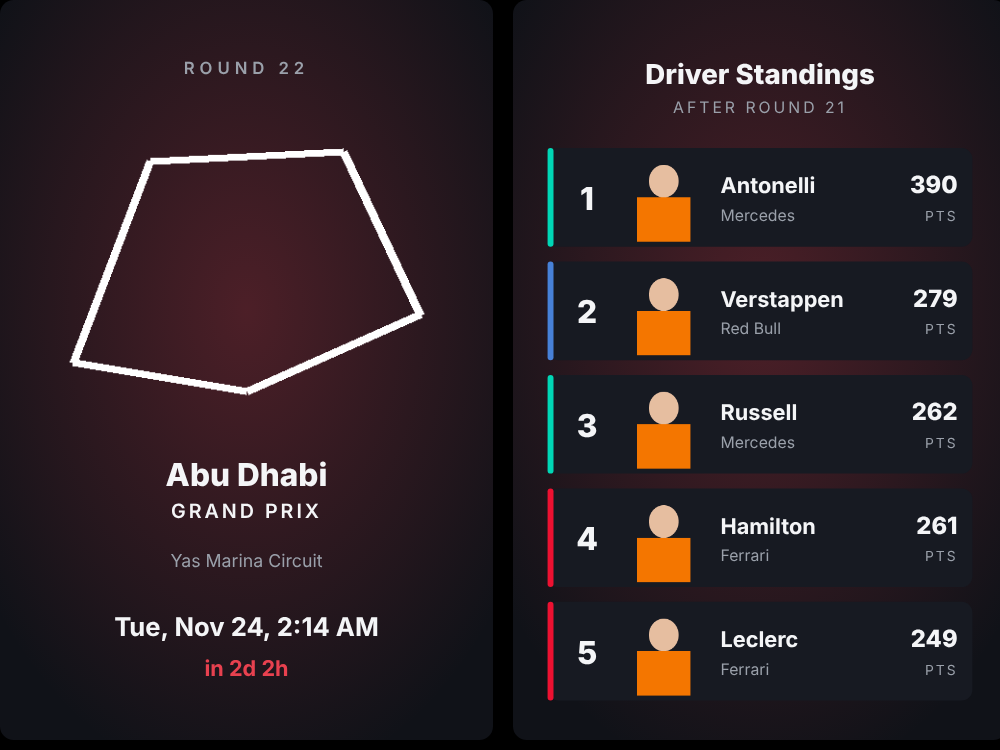 ROUND 22
Abu Dhabi
GRAND PRIX
Yas Marina Circuit
Tue, Nov 24, 2:14 AM
in 2d 2h
Driver Standings
AFTER ROUND 21
1
Antonelli
Mercedes
390
PTS
2
Verstappen
Red Bull
279
PTS
3
Russell
Mercedes
262
PTS
4
Hamilton
Ferrari
261
PTS
5
Leclerc
Ferrari
249
PTS